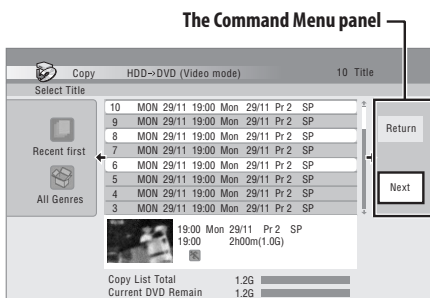 The Command Menu panel
Copy HDD->DVD (Video mode) 10 Title
Select Title
Recent first
All Genres
10 MON 29/11 19:00 Mon 29/11 Pr 2 SP
9 MON 29/11 19:00 Mon 29/11 Pr 2 SP
8 MON 29/11 19:00 Mon 29/11 Pr 2 SP
7 MON 29/11 19:00 Mon 29/11 Pr 2 SP
6 MON 29/11 19:00 Mon 29/11 Pr 2 SP
5 MON 29/11 19:00 Mon 29/11 Pr 2 SP
4 MON 29/11 19:00 Mon 29/11 Pr 2 SP
3 MON 29/11 19:00 Mon 29/11 Pr 2 SP
Return
Next
19:00 Mon 29/11 Pr 2 SP
19:00 2h00m(1.0G)
Copy List Total 1.2G
Current DVD Remain 1.2G